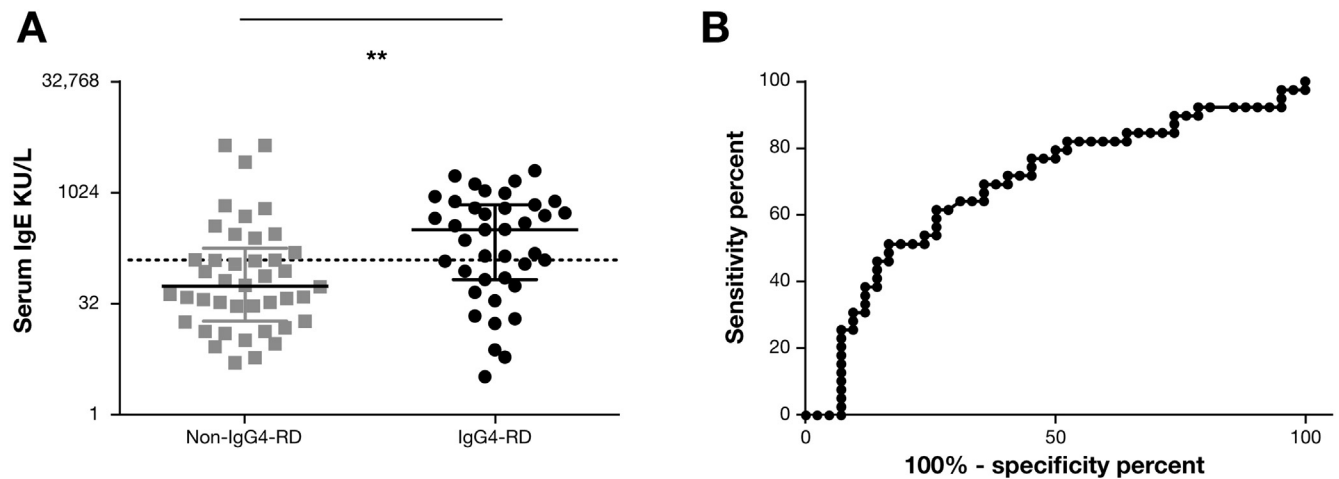 A
**
Serum IgE KU/L
32,768
1024
32
1
Non-IgG4-RD
IgG4-RD
B
Sensitivity percent
100
80
60
40
20
0
0
50
100
100% - specificity percent